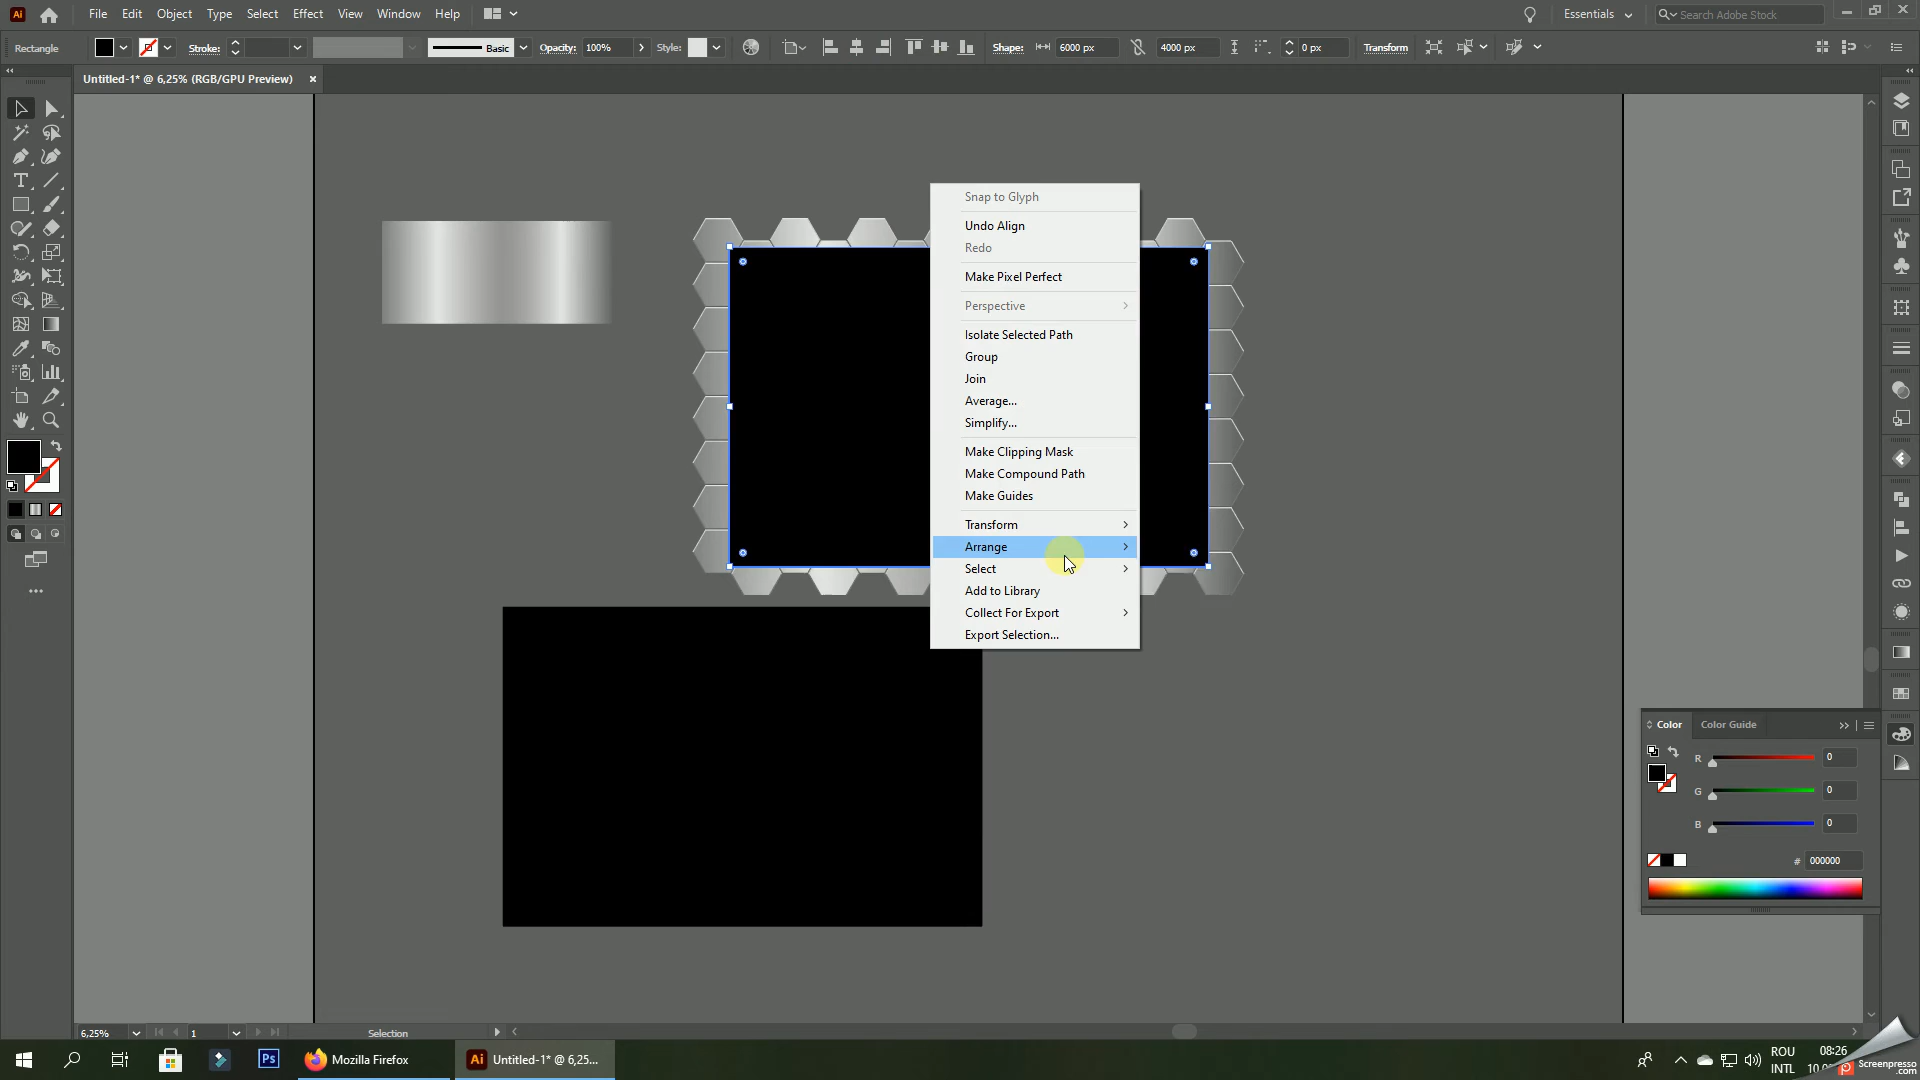 Ai File Edit Object Type Select Effect View Window Help Essentials Search Adobe Stock
Rectangle Stroke: Basic Opacity: 100% Style: Shape: 6000 px 4000 px 0 px Transform
Untitled-1* @ 6,25% (RGB/GPU Preview)
Snap to Glyph
Undo Align
Redo
Make Pixel Perfect
Perspective
Isolate Selected Path
Group
Join
Average...
Simplify...
Make Clipping Mask
Make Compound Path
Make Guides
Transform
Arrange
Select
Add to Library
Collect For Export
Export Selection...
Color Color Guide
R 0
G 0
B 0
# 000000
6,25% 1 Selection
Ps Mozilla Firefox Ai Untitled-1* @ 6,25...
ROU
INTL
08:26
Screenpresso
.com